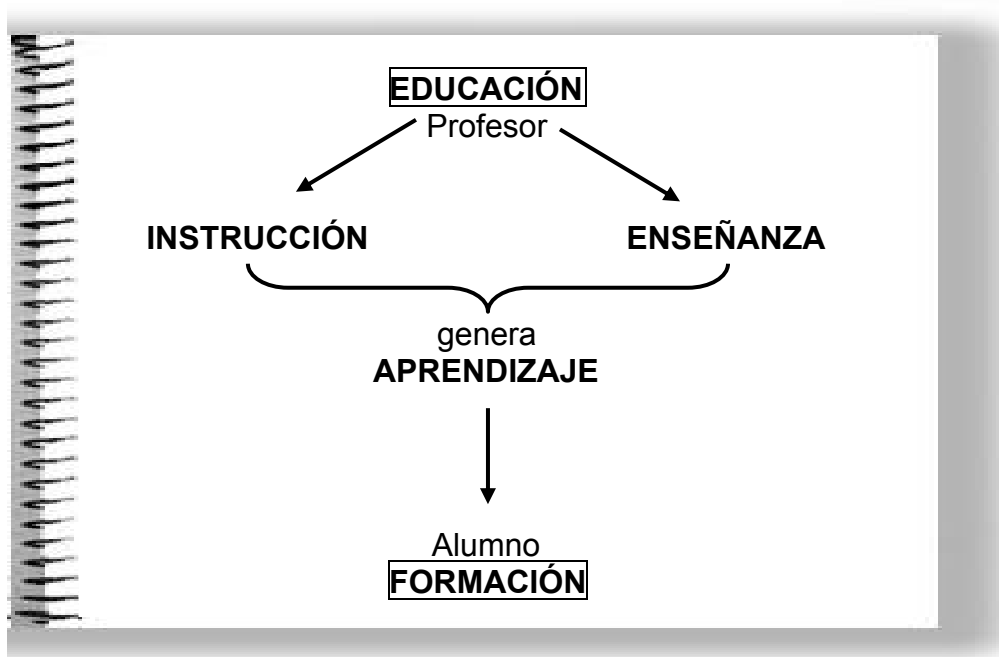 EDUCACIÓN
Profesor
INSTRUCCIÓN ENSEÑANZA
genera
APRENDIZAJE
Alumno
FORMACIÓN